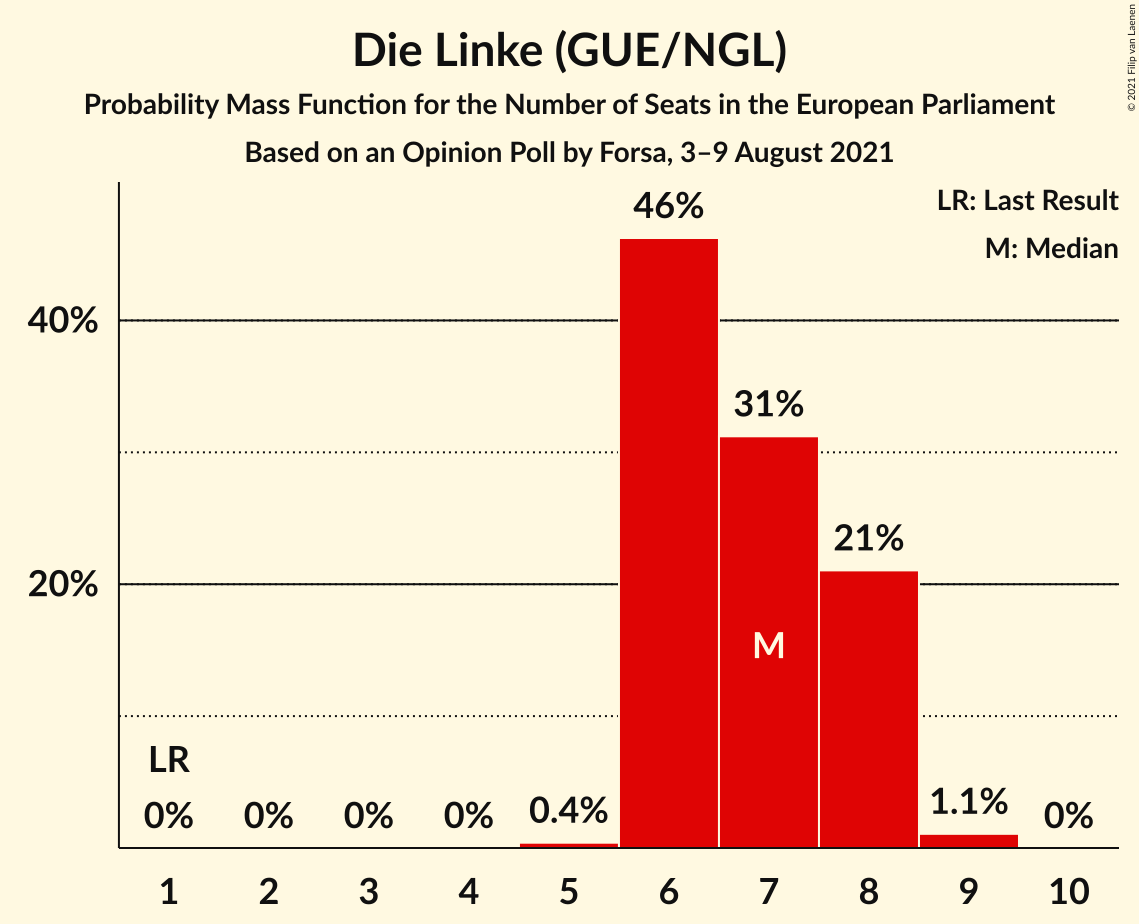 Die Linke (GUE/NGL)
Probability Mass Function for the Number of Seats in the European Parliament
Based on an Opinion Poll by Forsa, 3–9 August 2021
© 2021 Filip van Laenen
LR: Last Result
M: Median
46%
40%
31%
21%
20%
M
LR
0%
0%
0%
0%
0.4%
1.1%
0%
1
2
3
4
5
6
7
8
9
10